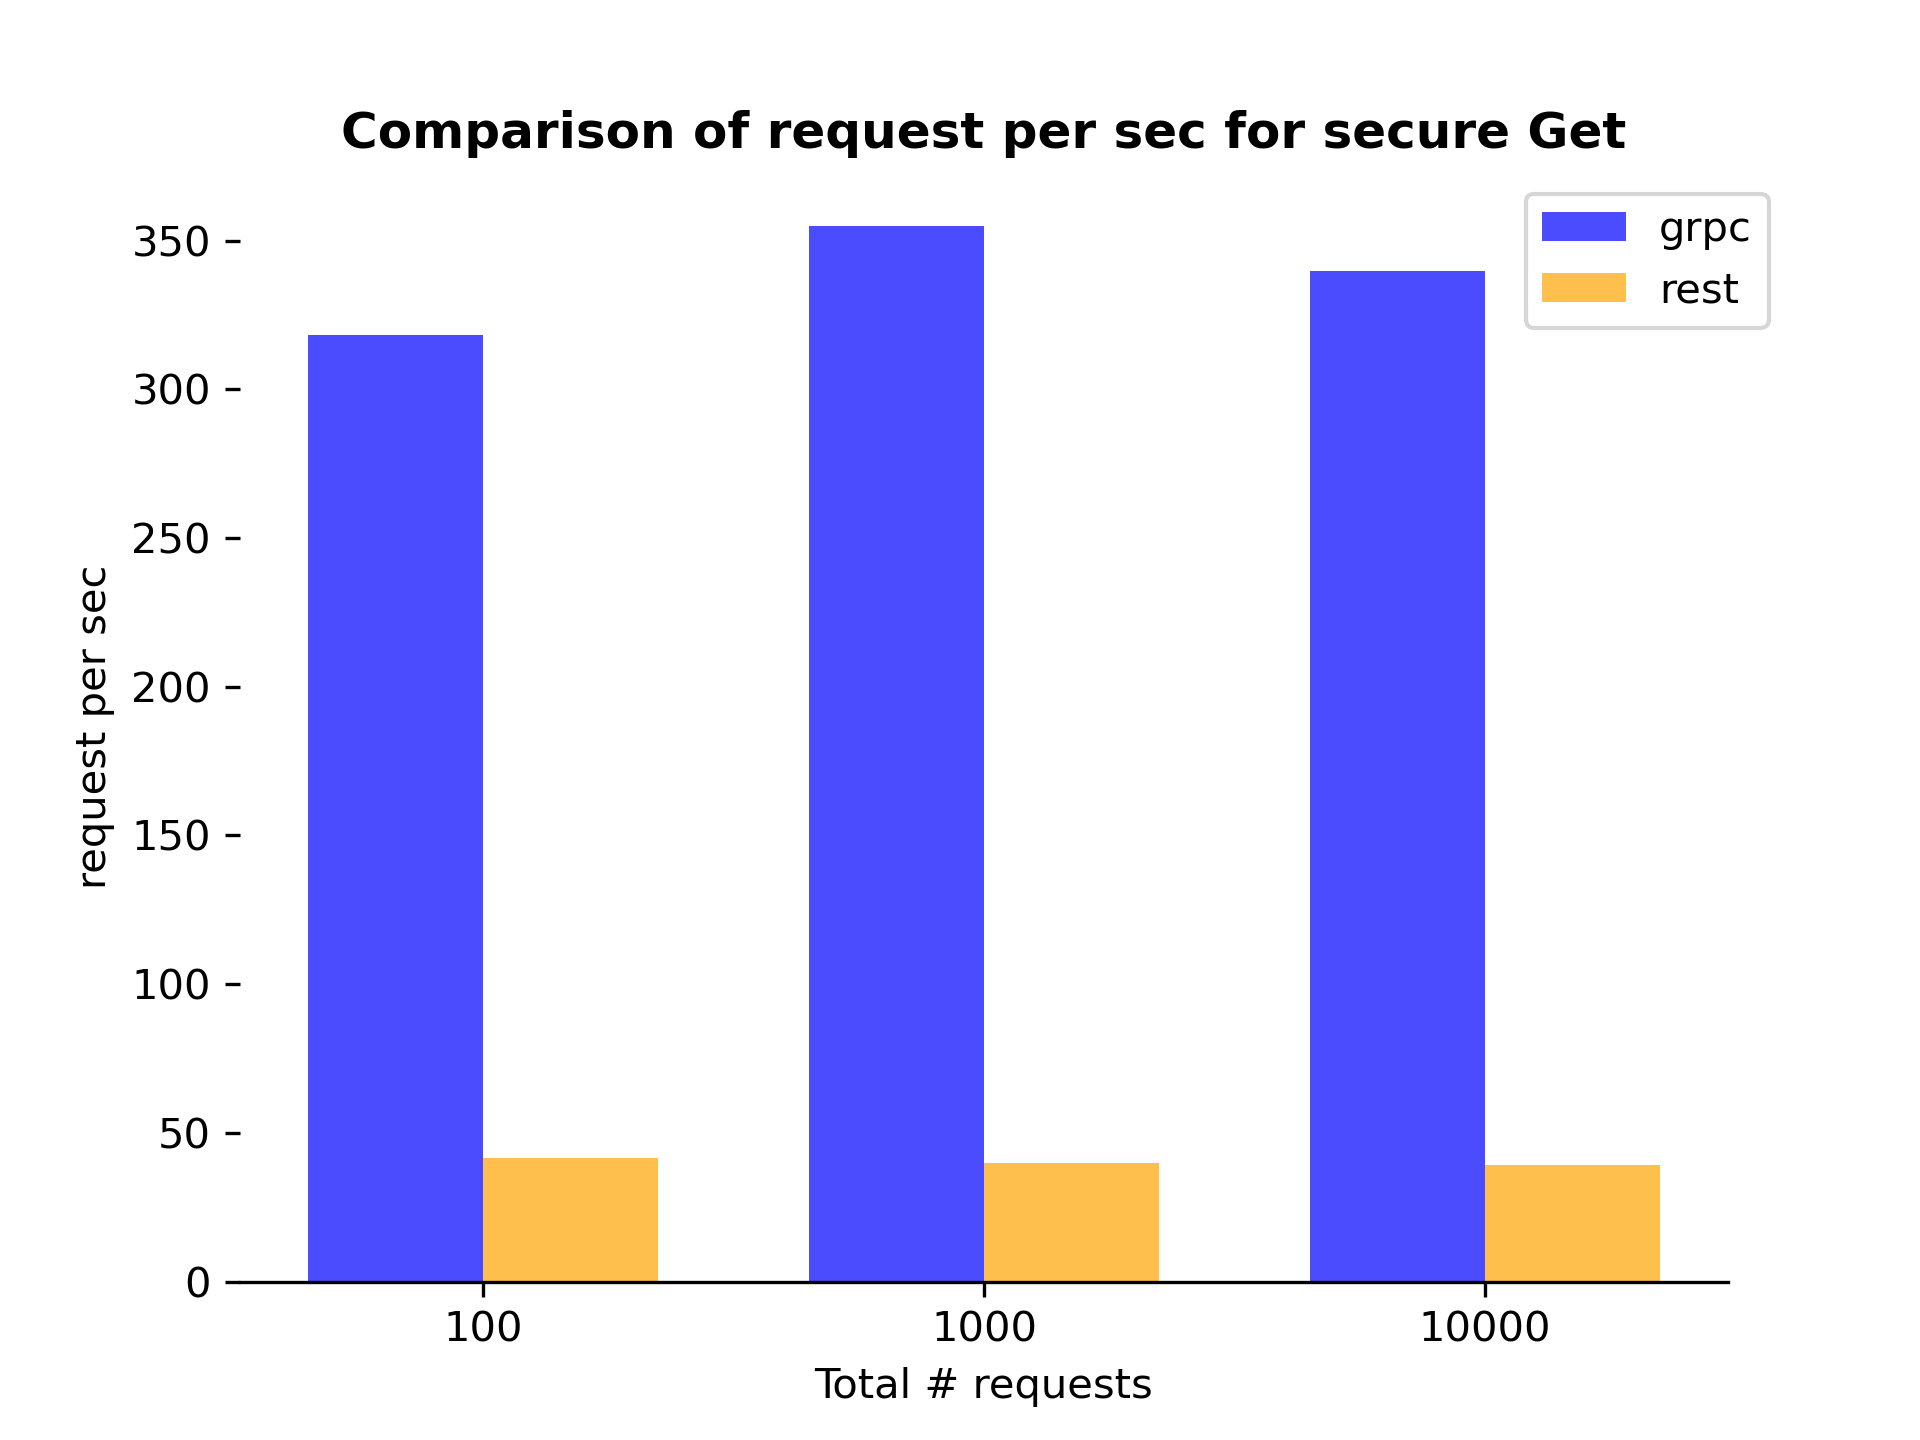 Comparison of request per sec for secure Get
grpc
rest
350
300
250
200
150
100
50
0
request per sec
100 1000 10000
Total # requests